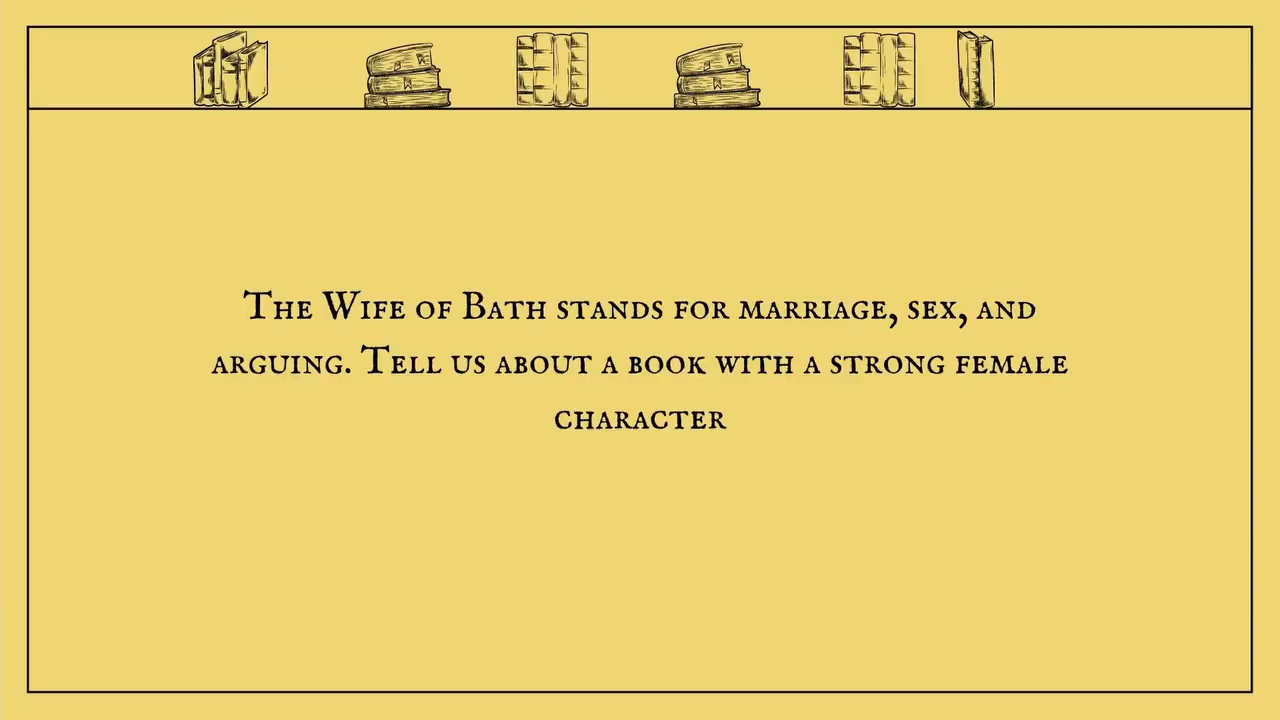 The Wife of Bath stands for marriage, sex, and
arguing. Tell us about a book with a strong female
character